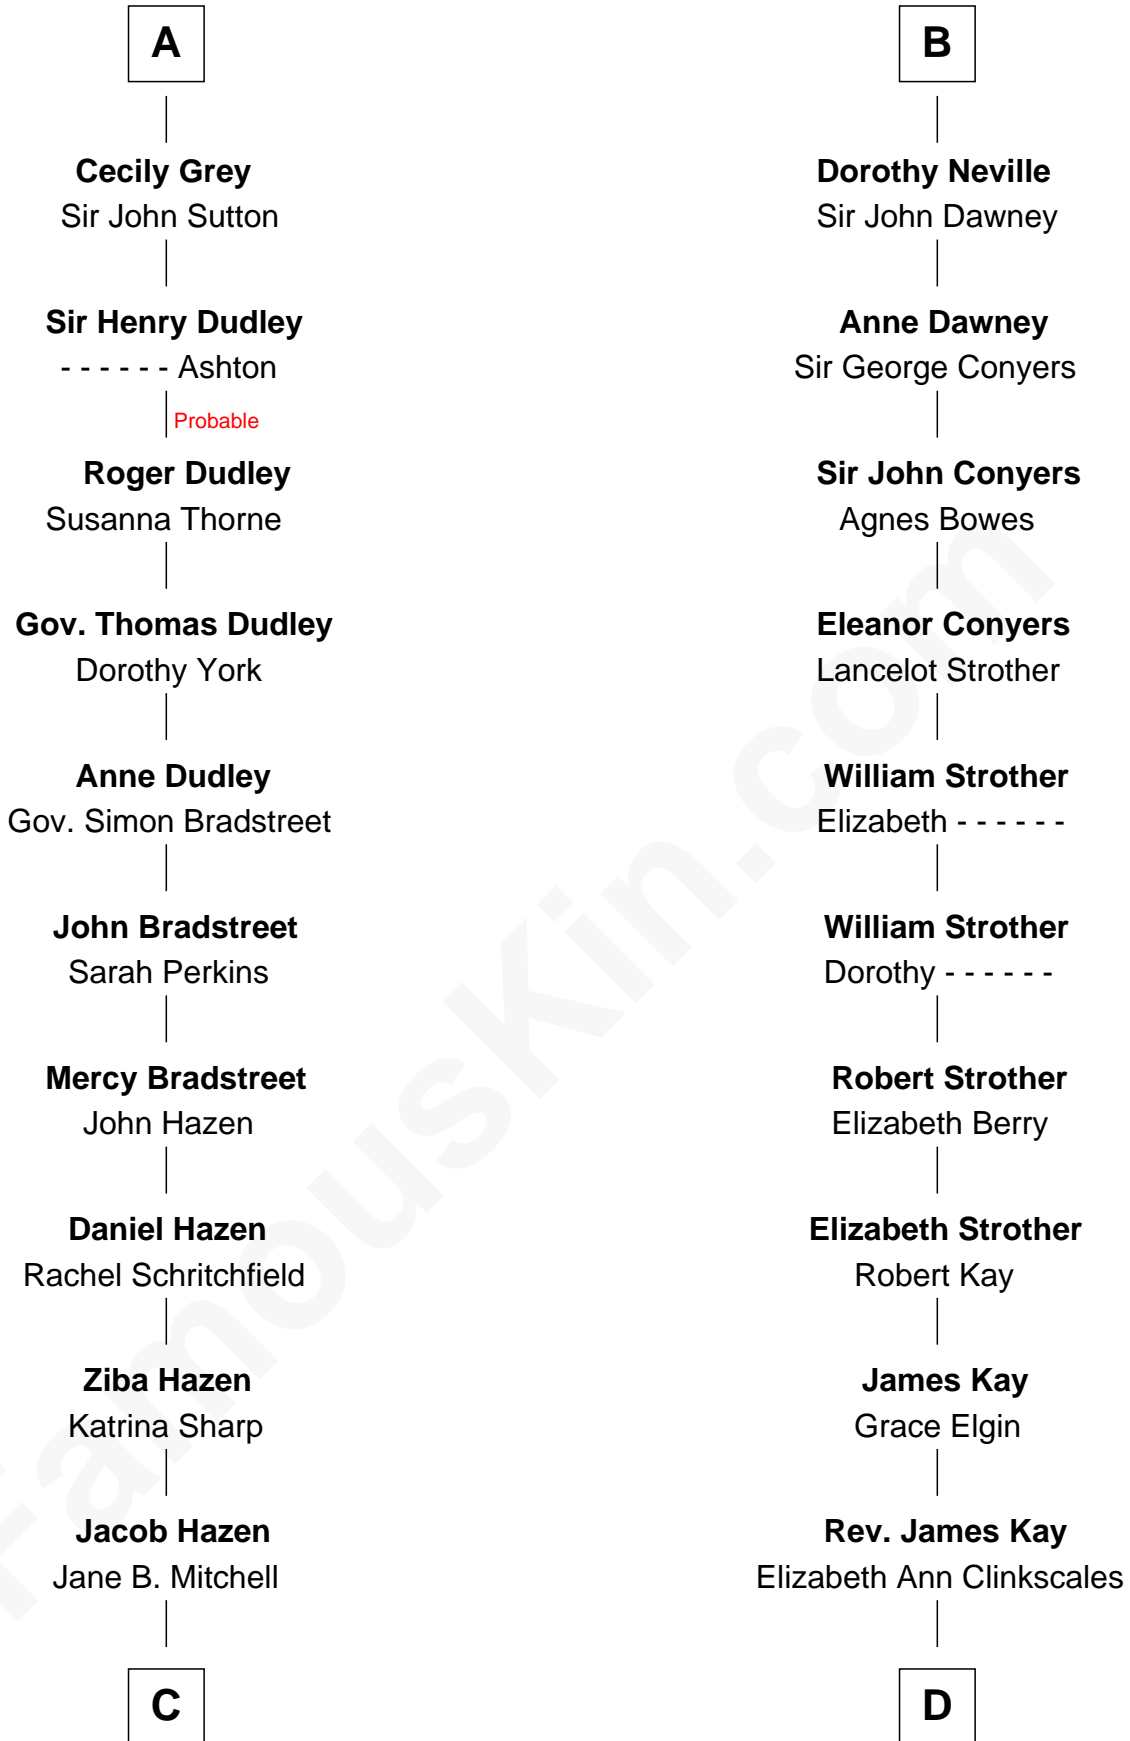 A
Cecily Grey
Sir John Sutton
Sir Henry Dudley
- - - - - - Ashton
Probable
Roger Dudley
Susanna Thorne
Gov. Thomas Dudley
Dorothy York
Anne Dudley
Gov. Simon Bradstreet
John Bradstreet
Sarah Perkins
Mercy Bradstreet
John Hazen
Daniel Hazen
Rachel Schritchfield
Ziba Hazen
Katrina Sharp
Jacob Hazen
Jane B. Mitchell
C
B
Dorothy Neville
Sir John Dawney
Anne Dawney
Sir George Conyers
Sir John Conyers
Agnes Bowes
Eleanor Conyers
Lancelot Strother
William Strother
Elizabeth - - - - - -
William Strother
Dorothy - - - - - -
Robert Strother
Elizabeth Berry
Elizabeth Strother
Robert Kay
James Kay
Grace Elgin
Rev. James Kay
Elizabeth Ann Clinkscales
D
FamousKin.com